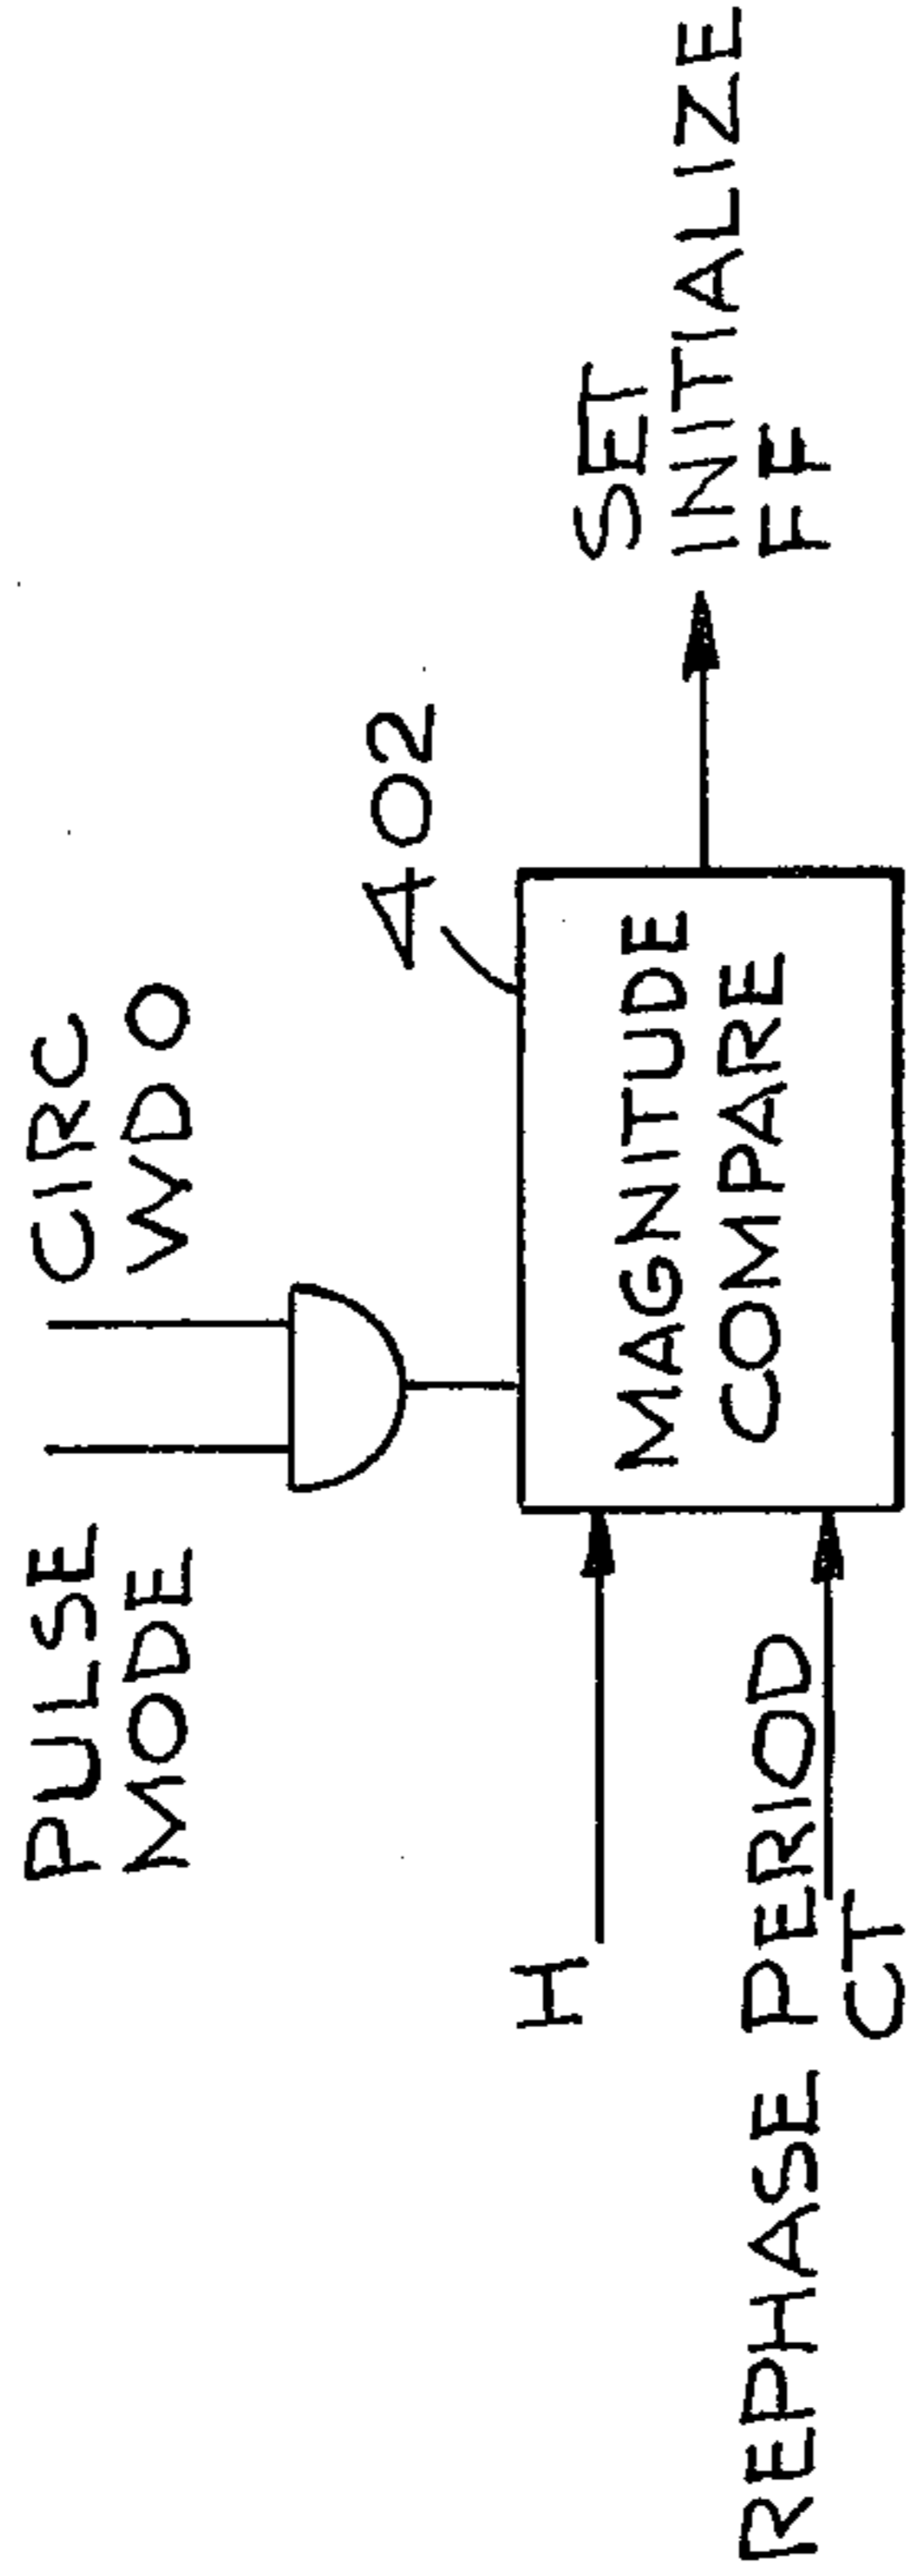 PULSE
MODE
CIRC
WDO
402
H
REPHASE PERIOD
CT
MAGNITUDE
COMPARE
SET
INITIALIZE
FF